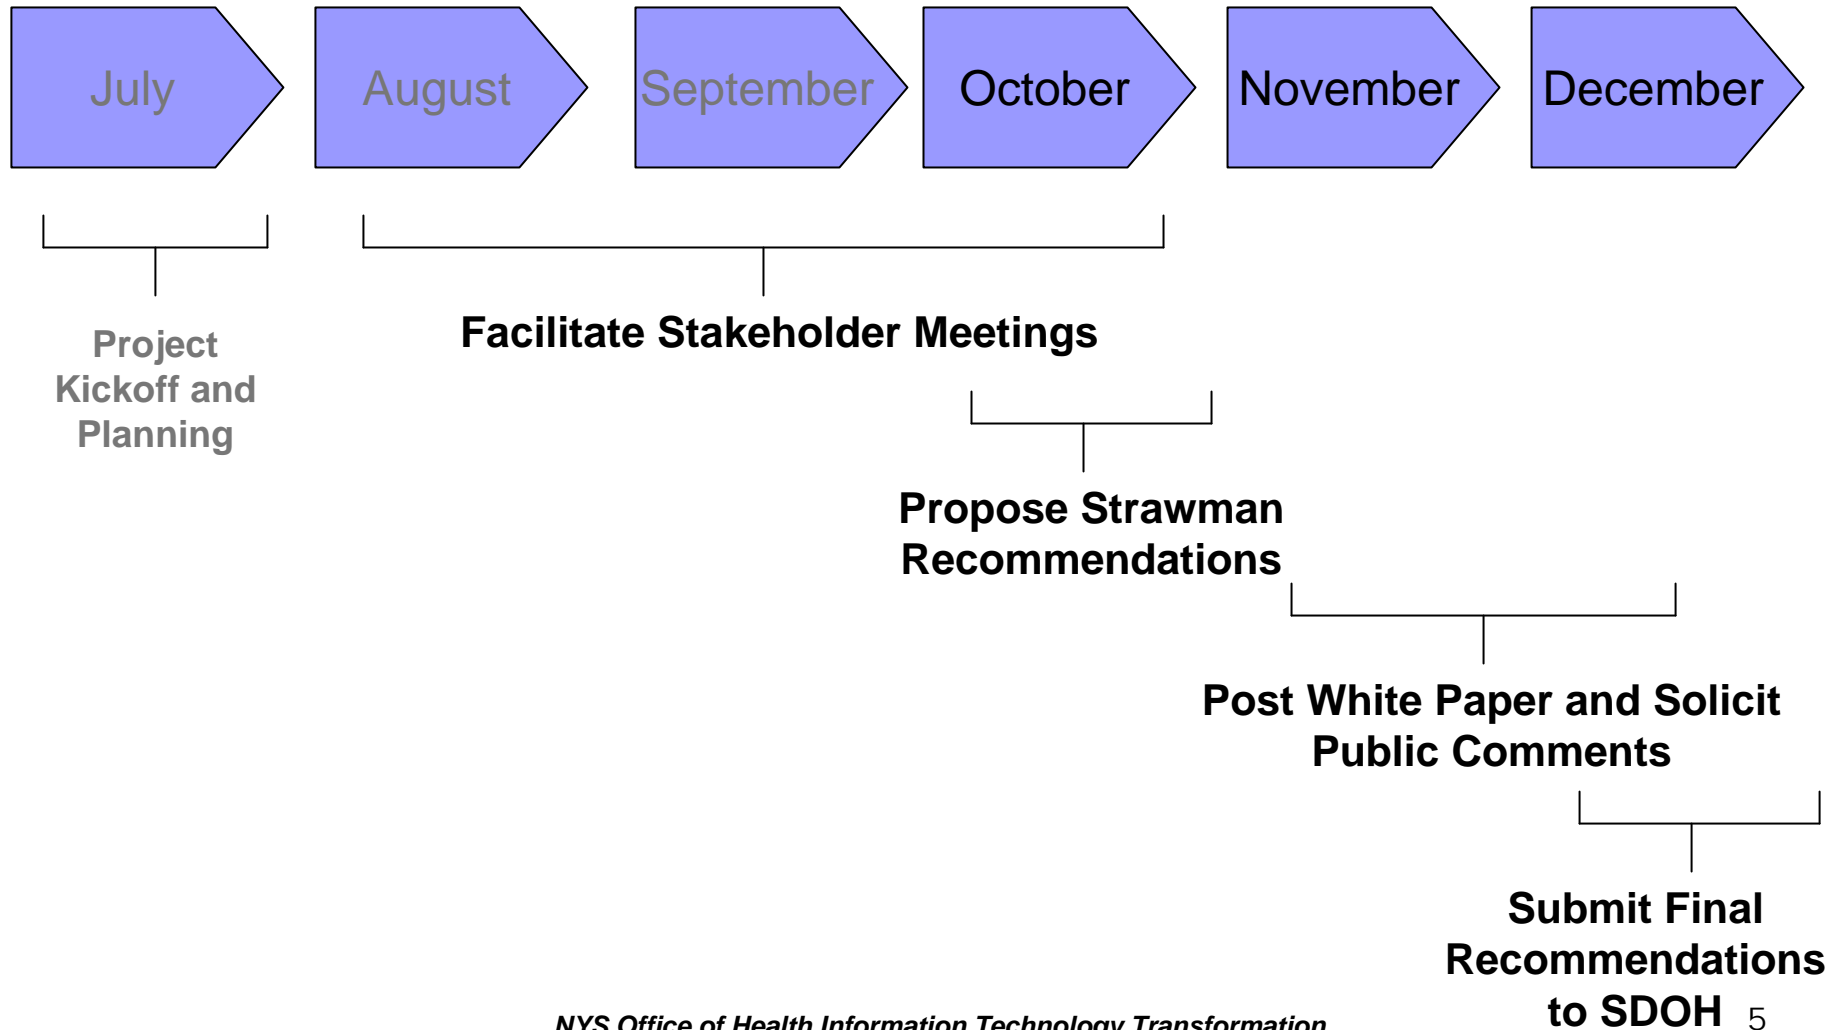 July
August
September
October
November
December
Project
Kickoff and
Planning
Facilitate Stakeholder Meetings
Propose Strawman
Recommendations
Post White Paper and Solicit
Public Comments
Submit Final
Recommendations
to SDOH
5
NYS Office of Health Information Technology Transformation